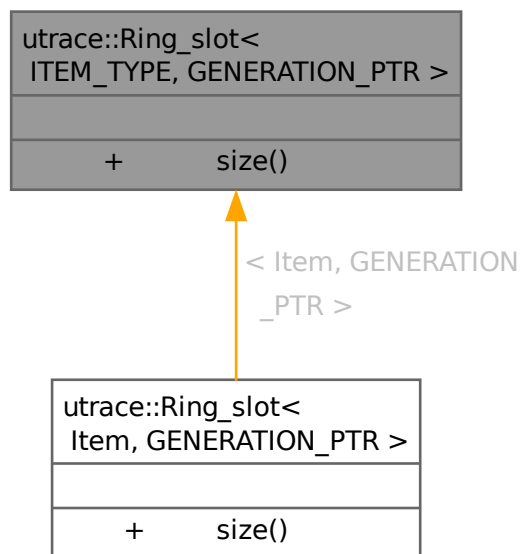 utrace::Ring_slot<
ITEM_TYPE, GENERATION_PTR >
+ size()
< Item, GENERATION
_PTR >
utrace::Ring_slot<
Item, GENERATION_PTR >
+ size()